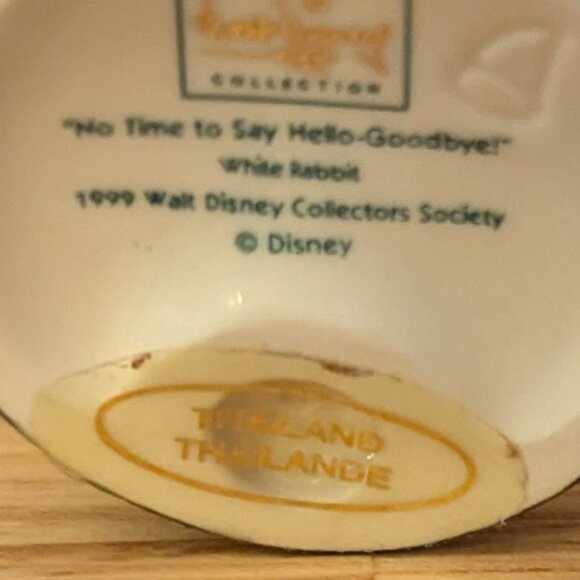 COLLECTION
"No Time to Say Hello-Goodbye!"
White Rabbit
1999 Walt Disney Collectors Society
© Disney
THAILAND
THAILANDE